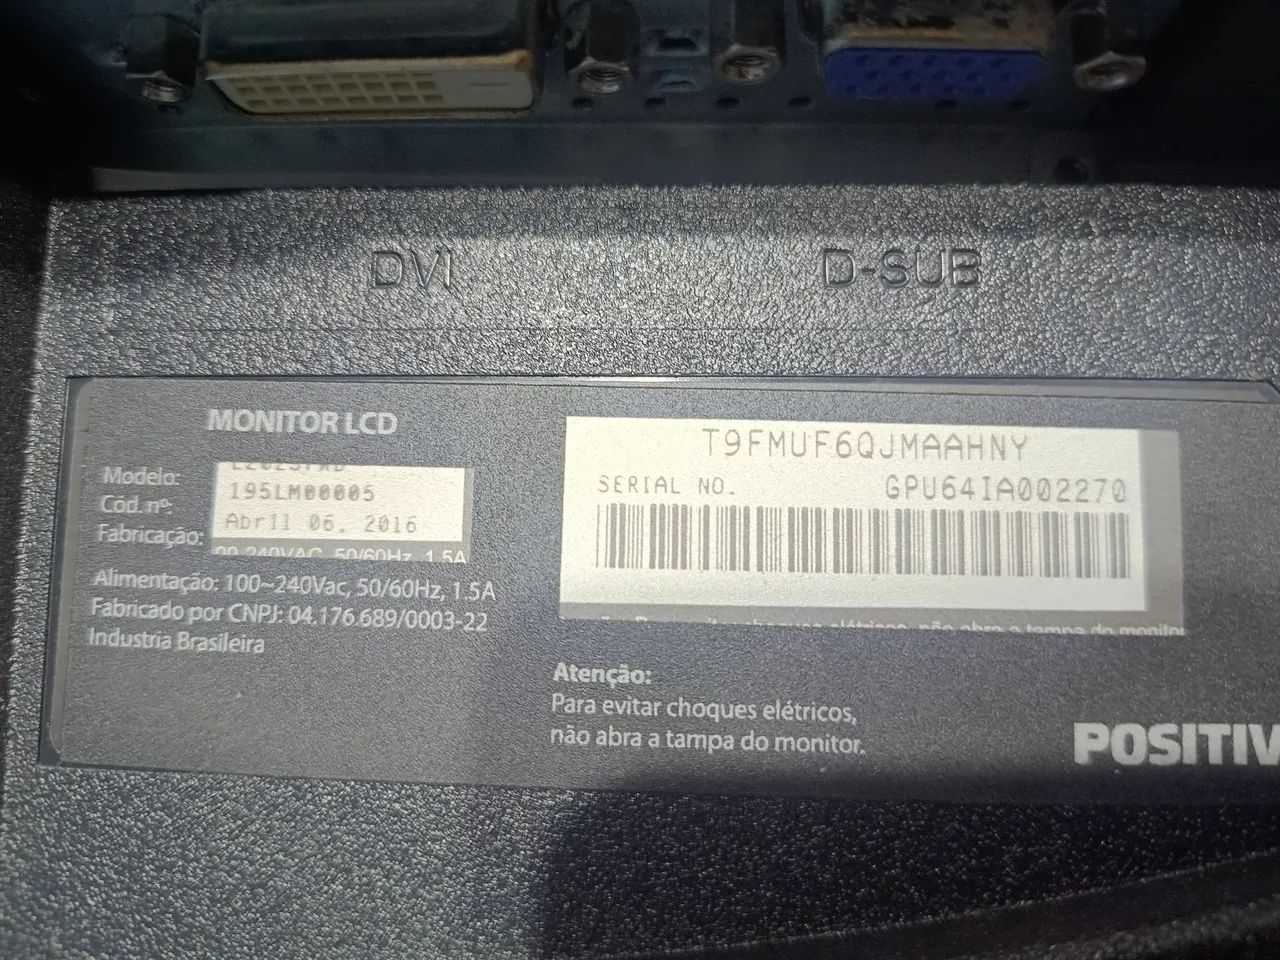 DVI
D-SUB
MONITOR LCD
Modelo:
Cód. nº: 195LM00005
Fabricação: Abril 06. 2016
Alimentação: 100~240Vac, 50/60Hz, 1.5A
Fabricado por CNPJ: 04.176.689/0003-22
Industria Brasileira
T9FMUF6QJMAAHNY
SERIAL NO. GPU64IA002270
Atenção:
Para evitar choques elétricos,
não abra a tampa do monitor.
POSITIV